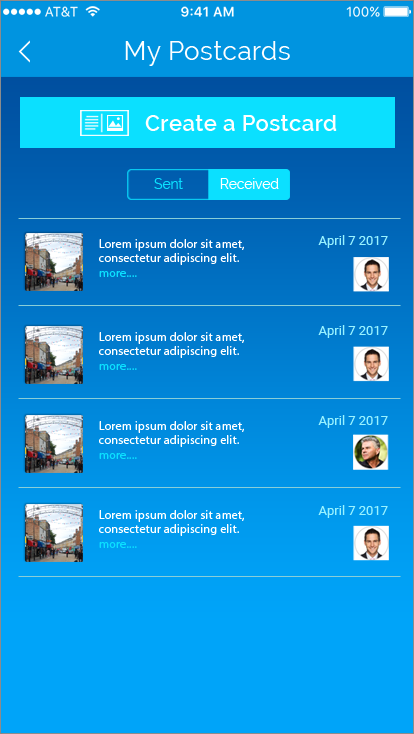 AT&T 9:41 AM 100%
My Postcards
Create a Postcard
Sent Received
Lorem ipsum dolor sit amet, April 7 2017
consectetur adipiscing elit.
more....
Lorem ipsum dolor sit amet, April 7 2017
consectetur adipiscing elit.
more....
Lorem ipsum dolor sit amet, April 7 2017
consectetur adipiscing elit.
more....
Lorem ipsum dolor sit amet, April 7 2017
consectetur adipiscing elit.
more....